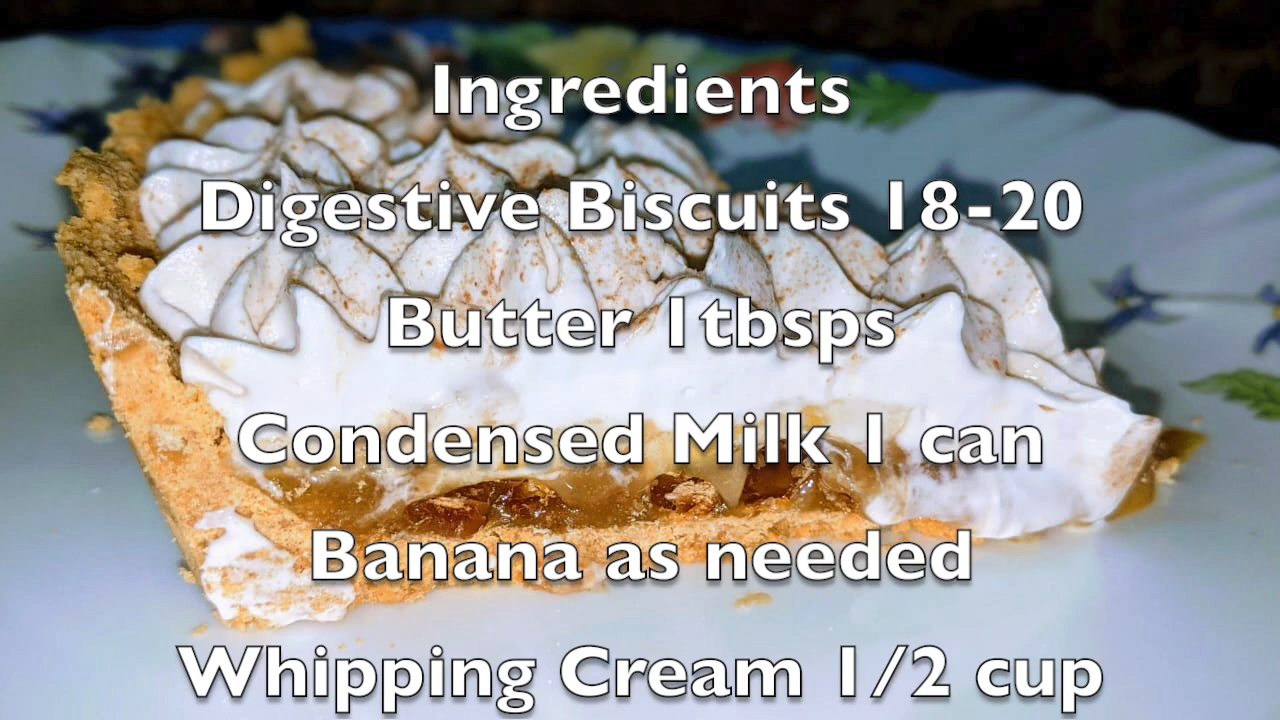 Ingredients
Digestive Biscuits 18-20
Butter 1tbsps
Condensed Milk 1 can
Banana as needed
Whipping Cream 1/2 cup